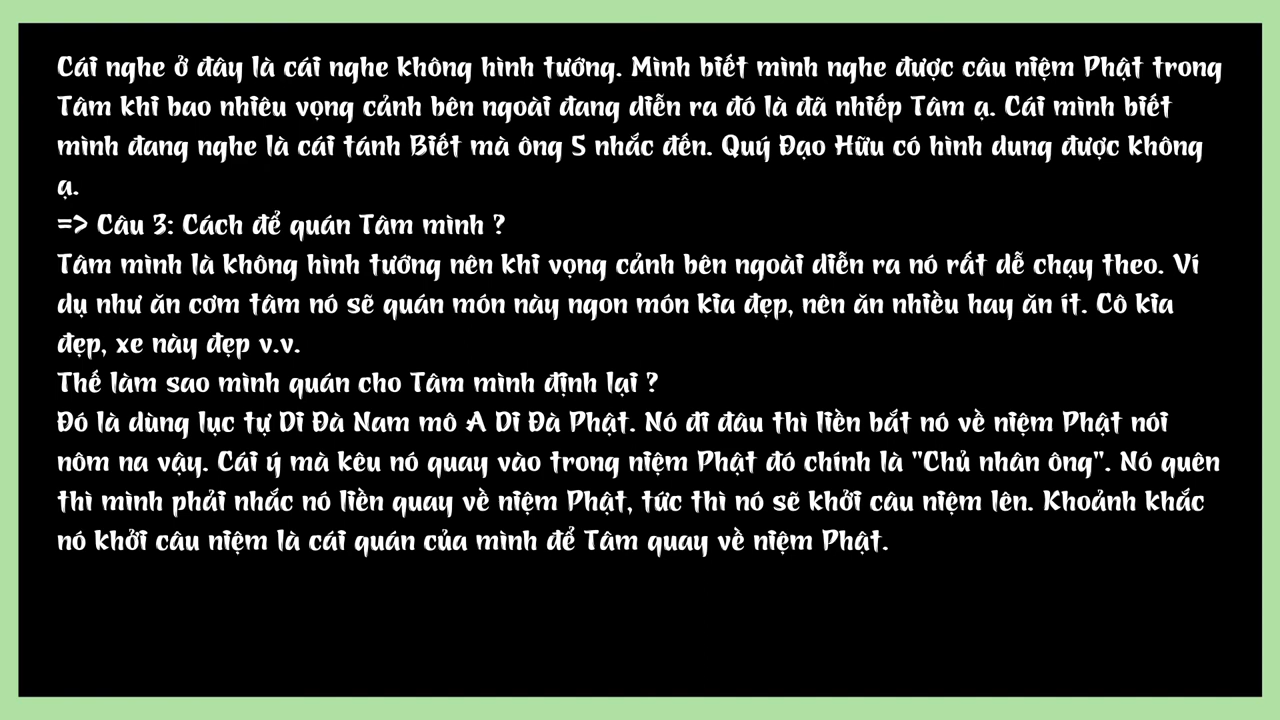 Cái nghe ở đây là cái nghe không hình tướng. Mình biết mình nghe được câu niệm Phật trong
Tâm khi bao nhiêu vọng cảnh bên ngoài đang diễn ra đó là đã nhiếp Tâm ạ. Cái mình biết
mình đang nghe là cái tánh Biết mà ông 5 nhắc đến. Quý Đạo Hữu có hình dung được không
ạ.
=> Câu 3: Cách để quán Tâm mình ?
Tâm mình là không hình tướng nên khi vọng cảnh bên ngoài diễn ra nó rất dễ chạy theo. Ví
dụ như ăn cơm tâm nó sẽ quán món này ngon món kia đẹp, nên ăn nhiều hay ăn ít. Cô kia
đẹp, xe này đẹp v.v.
Thế làm sao mình quán cho Tâm mình định lại ?
Đó là dùng lục tự Di Đà Nam mô A Di Đà Phật. Nó đi đâu thì liền bắt nó về niệm Phật nói
nôm na vậy. Cái ý mà kêu nó quay vào trong niệm Phật đó chính là "Chủ nhân ông". Nó quên
thì mình phải nhắc nó liền quay về niệm Phật, tức thì nó sẽ khởi câu niệm lên. Khoảnh khắc
nó khởi câu niệm là cái quán của mình để Tâm quay về niệm Phật.